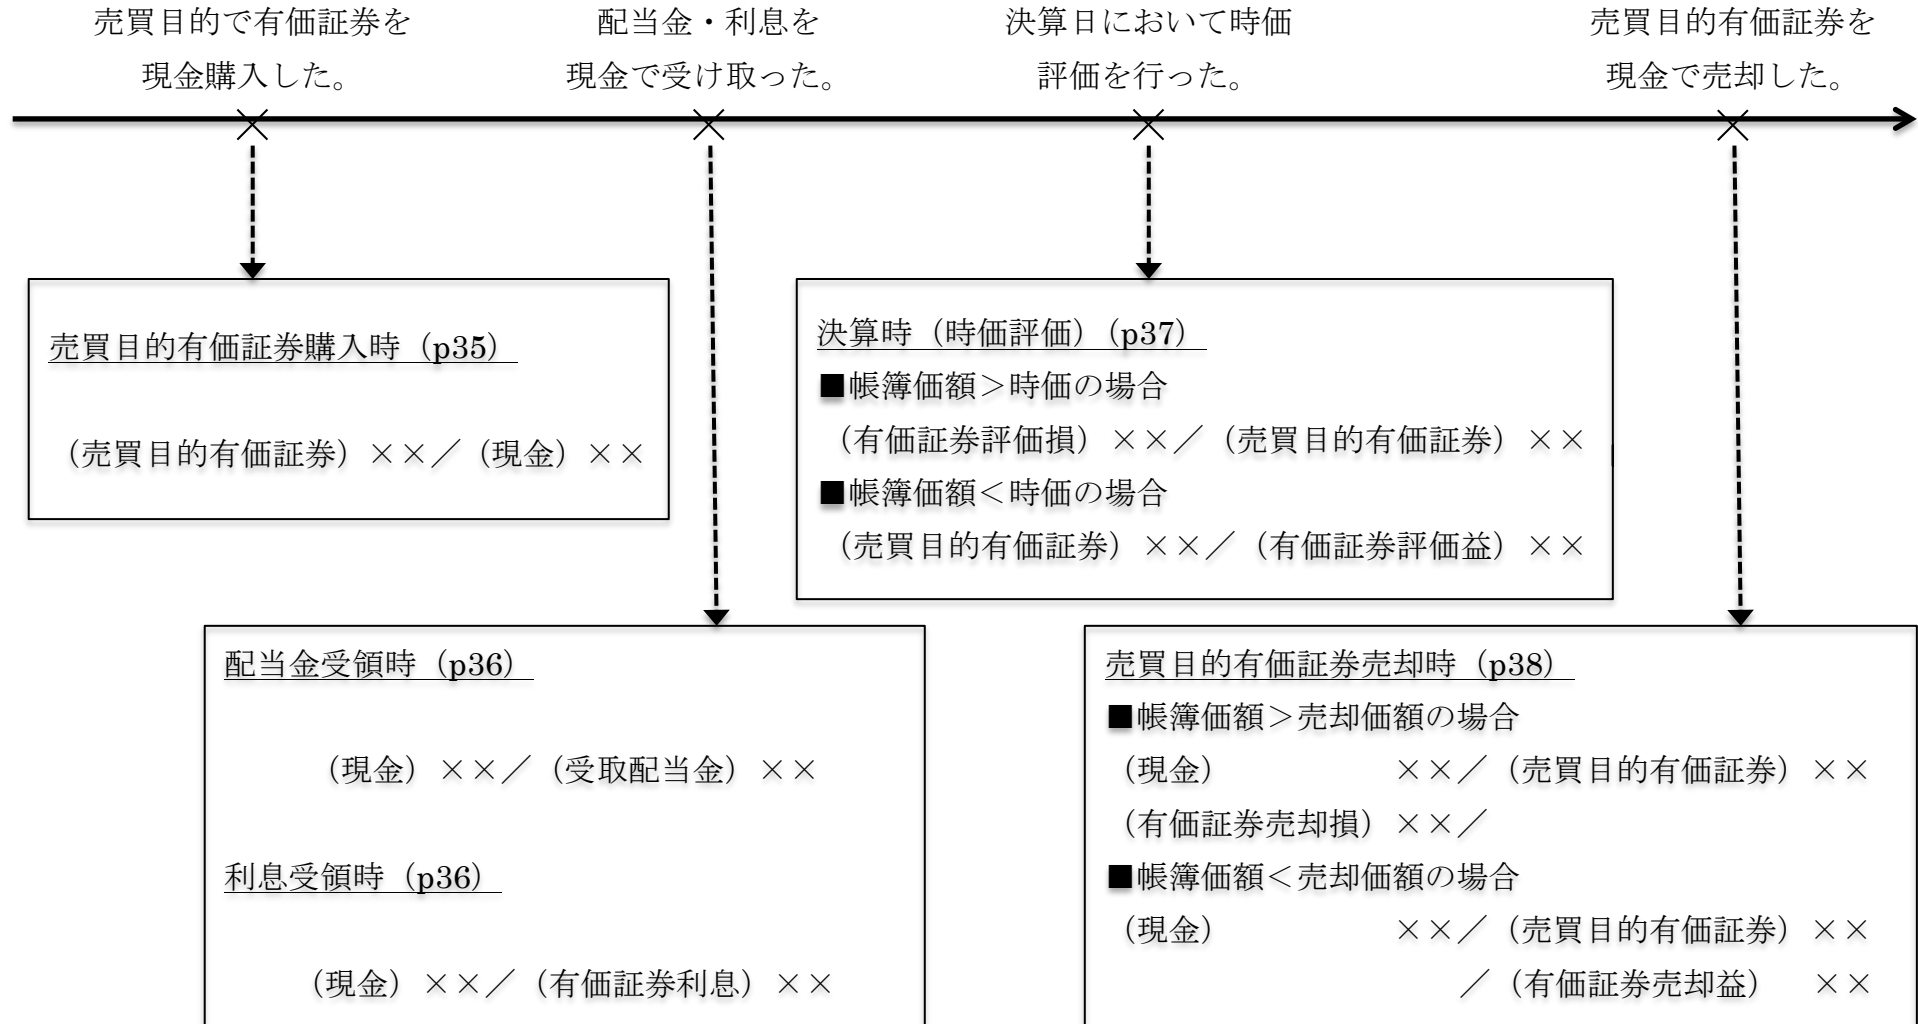 売買目的で有価証券を
現金購入した。
配当金・利息を
現金で受け取った。
決算日において時価
評価を行った。
売買目的有価証券を
現金で売却した。
売買目的有価証券購入時（p35）
（売買目的有価証券）××／（現金）××
決算時（時価評価）（p37）
■帳簿価額＞時価の場合
（有価証券評価損）××／（売買目的有価証券）××
■帳簿価額＜時価の場合
（売買目的有価証券）××／（有価証券評価益）××
配当金受領時（p36）
（現金）××／（受取配当金）××
利息受領時（p36）
（現金）××／（有価証券利息）××
売買目的有価証券売却時（p38）
■帳簿価額＞売却価額の場合
（現金）　　　　　××／（売買目的有価証券）××
（有価証券売却損）××／
■帳簿価額＜売却価額の場合
（現金）　　　　　××／（売買目的有価証券）××
／（有価証券売却益）　××